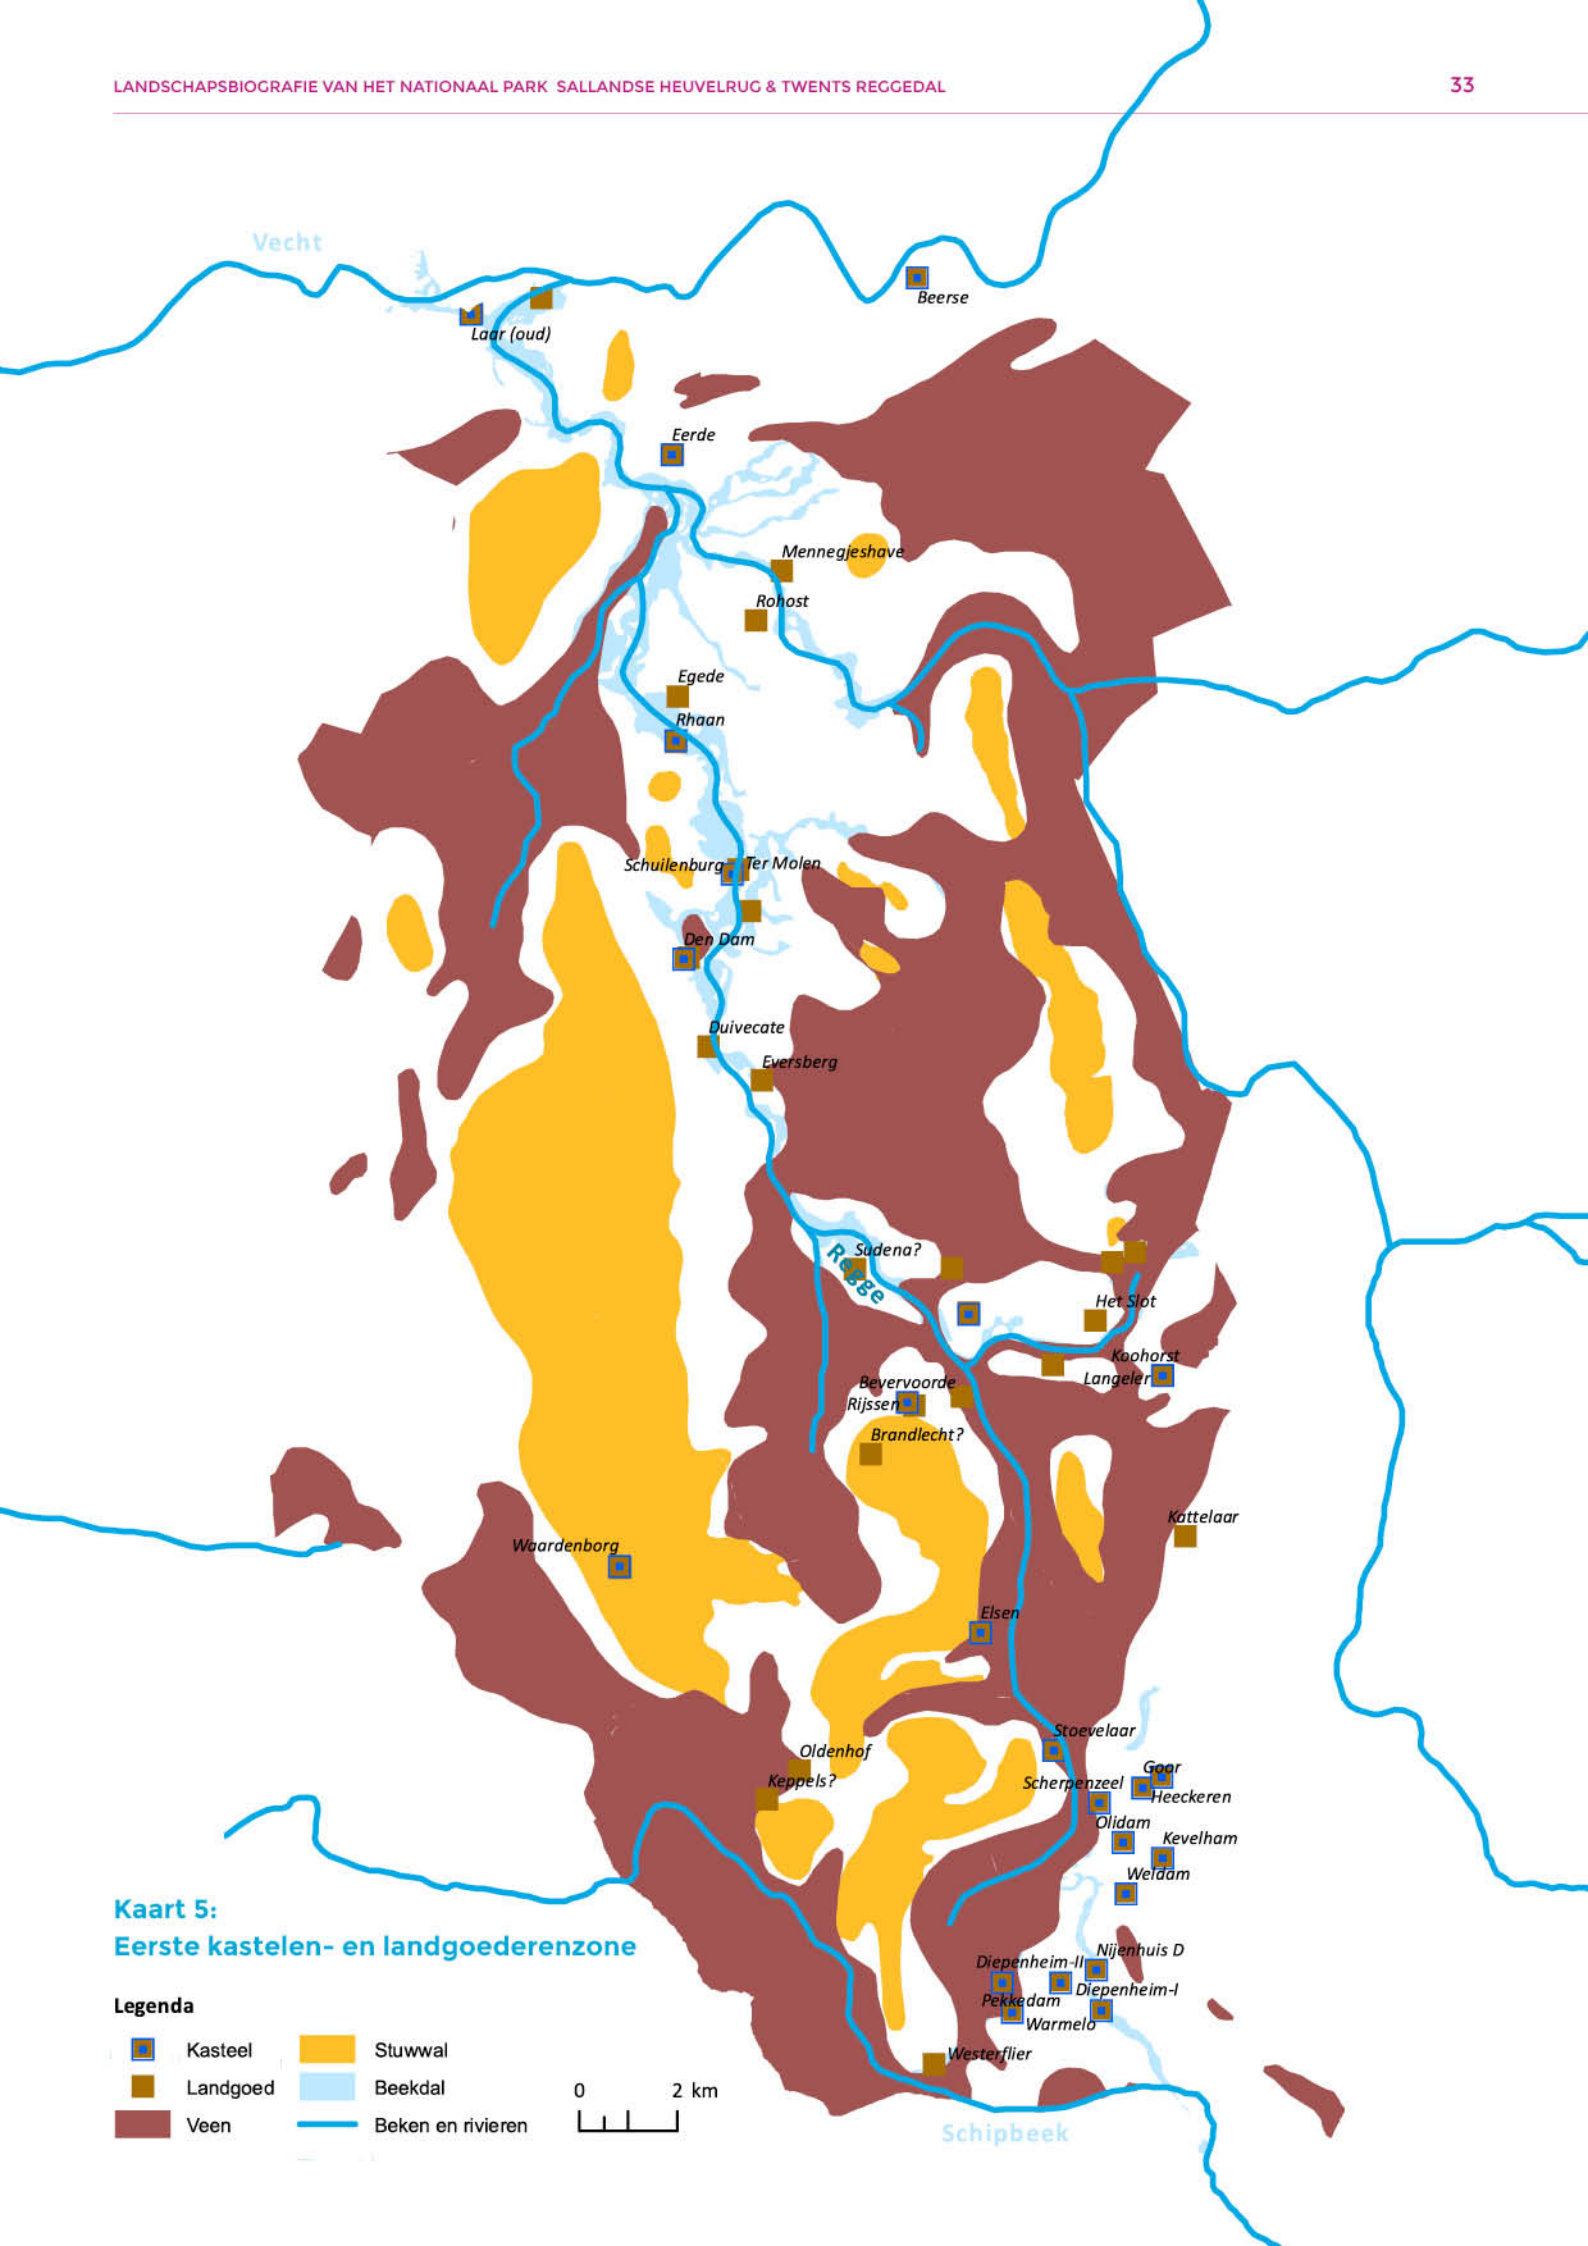 LANDSCHAPSBIOGRAFIE VAN HET NATIONAAL PARK SALLANDSE HEUVELRUG & TWENTS REGGEDAL
33
Vecht
Beerse
Laar (oud)
Eerde
Mennegjeshave
Rohost
Egede
Rhaan
Schuilenburg
Ter Molen
Den Dam
Duivecate
Eversberg
Sudena?
Regge
Het Slot
Koohorst
Langeler
Bevervoorde
Rijssen
Brandlecht?
Kattelaar
Waardenborg
Elsen
Stoevelaar
Oldenhof
Goor
Keppels?
Scherpenzeel
Heeckeren
Olidam
Kevelham
Weldam
Kaart 5:
Eerste kastelen- en landgoederenzone
Nijenhuis D
Diepenheim-II
Diepenheim-I
Pekkedam
Warmelo
Westerflier
Legenda
Kasteel
Stuwwal
Landgoed
Beekdal
0 2 km
Veen
Beken en rivieren
Schipbeek